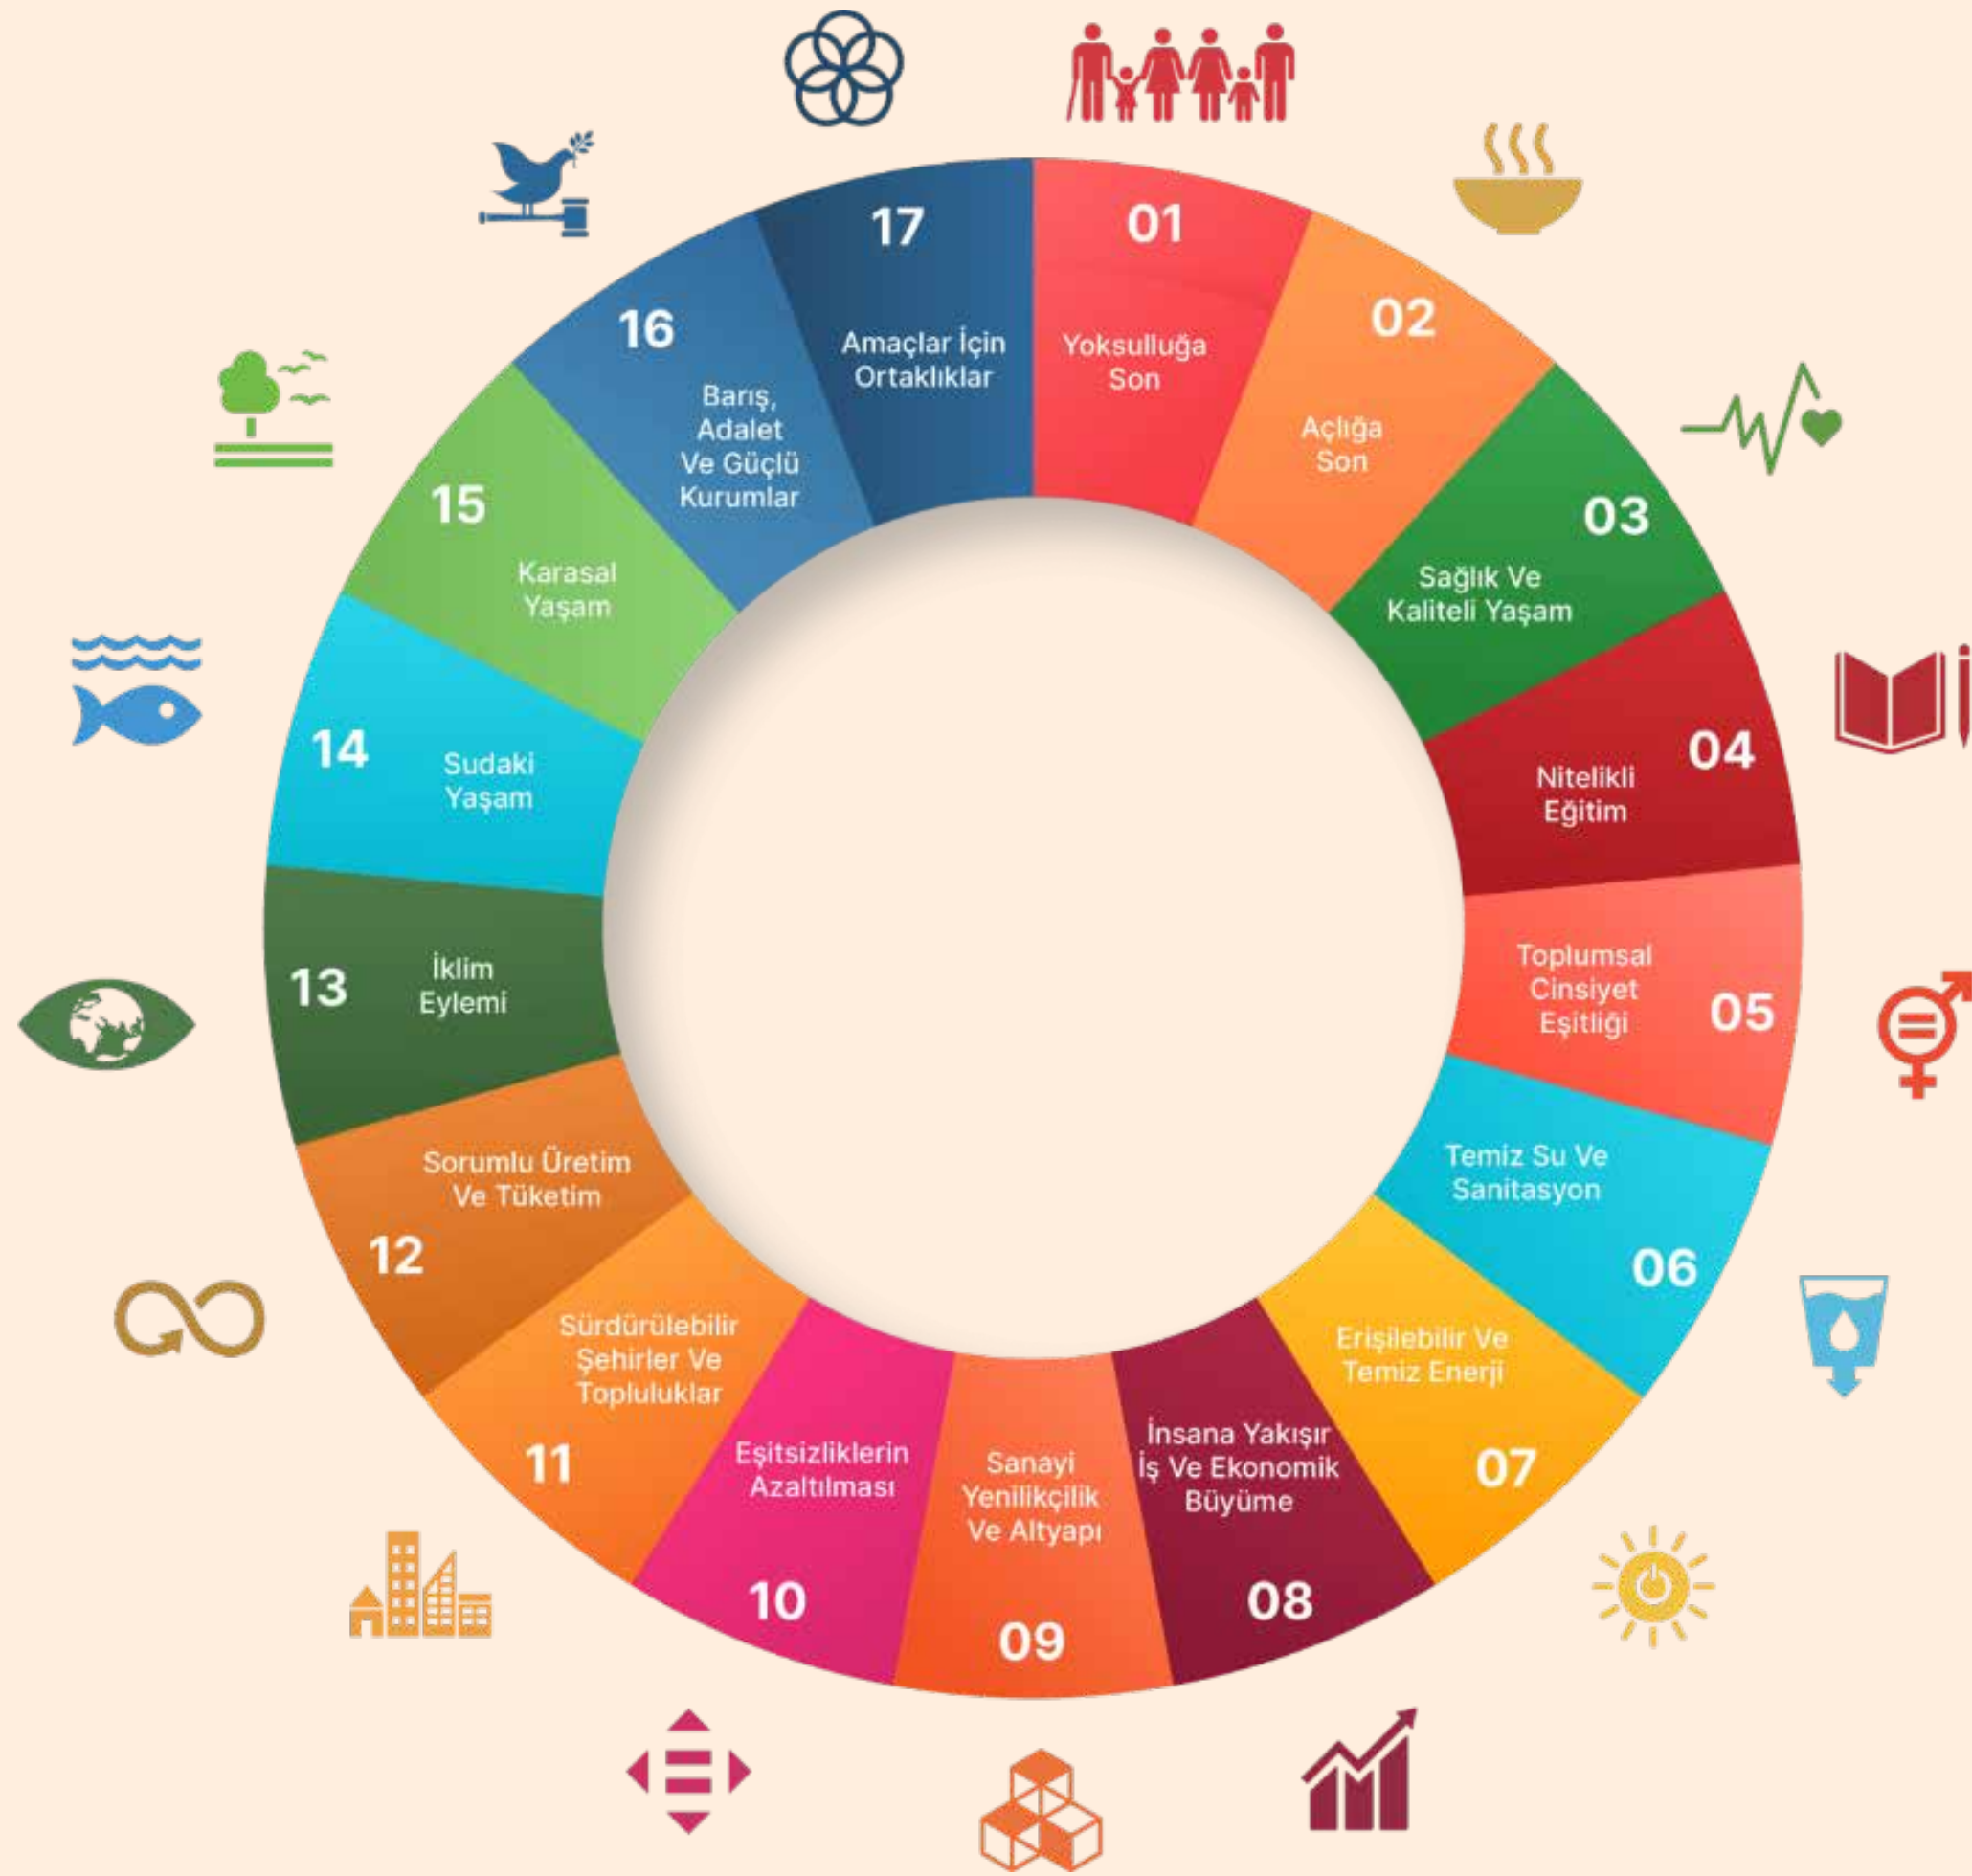 01
Yoksulluğa
Son
02
Açlığa
Son
03
Sağlık Ve
Kaliteli Yaşam
04
Nitelikli
Eğitim
05
Toplumsal
Cinsiyet
Eşitliği
06
Temiz Su Ve
Sanitasyon
07
Erişilebilir Ve
Temiz Enerji
08
İnsana Yakışır
İş Ve Ekonomik
Büyüme
09
Sanayi
Yenilikçilik
Ve Altyapı
10
Eşitsizliklerin
Azaltılması
11
Sürdürülebilir
Şehirler Ve
Topluluklar
12
Sorumlu Üretim
Ve Tüketim
13
İklim
Eylemi
14
Sudaki
Yaşam
15
Karasal
Yaşam
16
Barış,
Adalet
Ve Güçlü
Kurumlar
17
Amaçlar İçin
Ortaklıklar